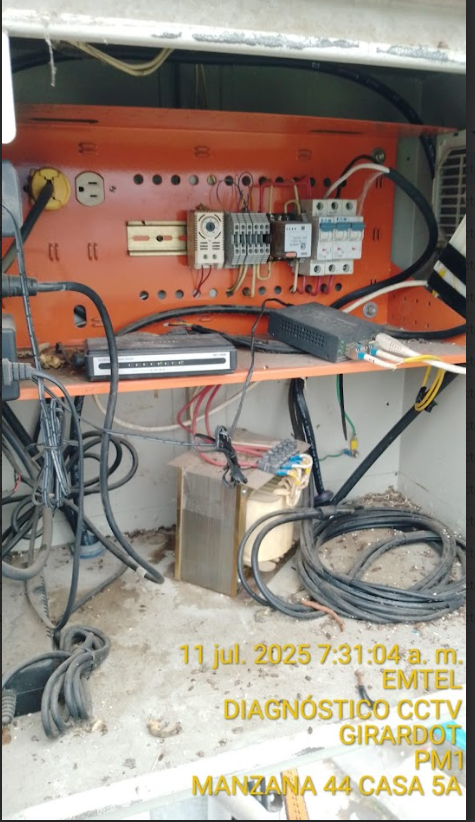 11 jul. 2025 7:31:04 a. m.
EMTEL
DIAGNÓSTICO CCTV
GIRARDOT
PM1
MANZANA 44 CASA 5A